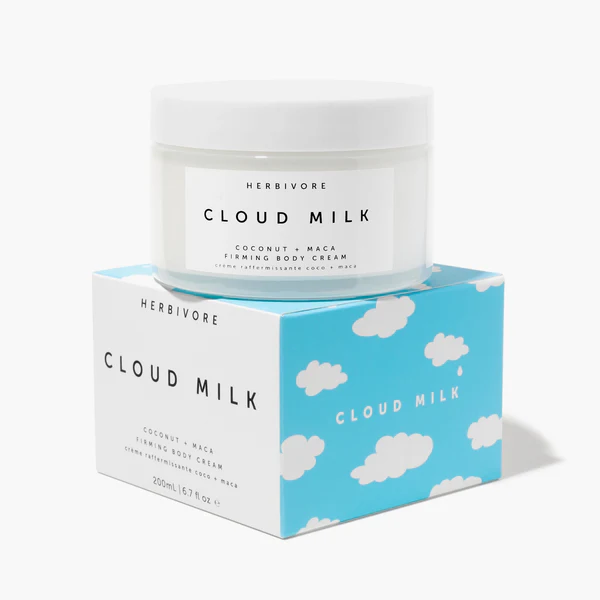 HERBIVORE
CLOUD MILK
COCONUT + MACA
FIRMING BODY CREAM
crème raffermissante coco + maca
HERBIVORE
CLOUD MILK
COCONUT + MACA
FIRMING BODY CREAM
crème raffermissante coco + maca
200mL | 6.7 fl oz ℮
CLOUD MILK